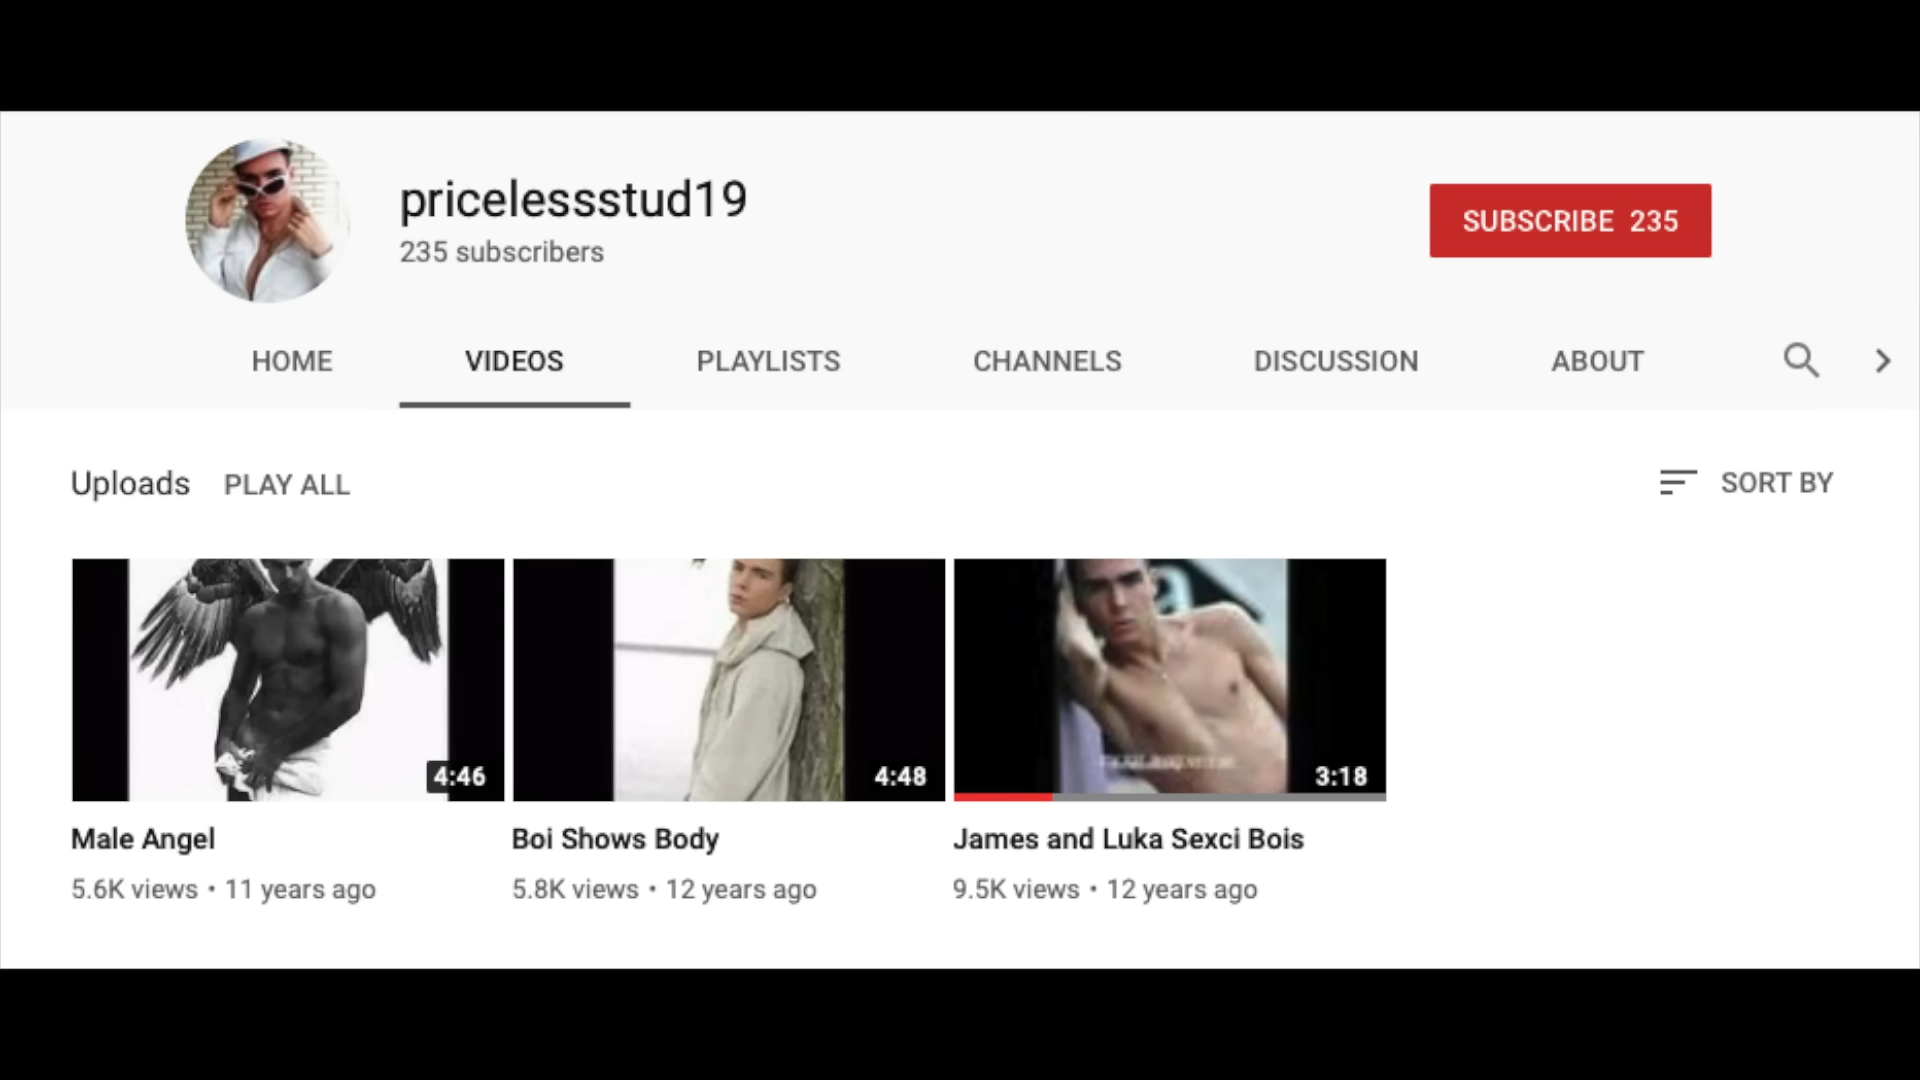 pricelessstud19
235 subscribers
SUBSCRIBE 235
HOME VIDEOS PLAYLISTS CHANNELS DISCUSSION ABOUT
Uploads PLAY ALL SORT BY
4:46 4:48 3:18
Male Angel Boi Shows Body James and Luka Sexci Bois
5.6K views • 11 years ago 5.8K views • 12 years ago 9.5K views • 12 years ago